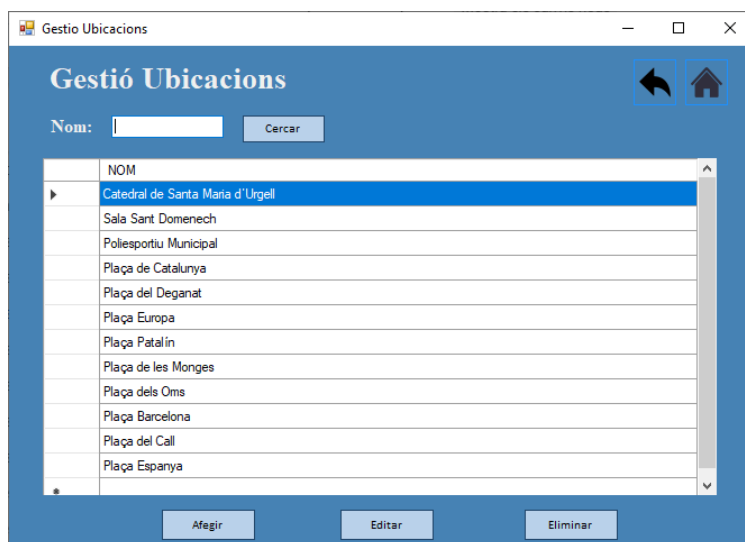 Gestio Ubicacions
Gestió Ubicacions
Nom:
Cercar
NOM
Catedral de Santa Maria d´Urgell
Sala Sant Domenech
Poliesportiu Municipal
Plaça de Catalunya
Plaça del Deganat
Plaça Europa
Plaça Patalín
Plaça de les Monges
Plaça dels Oms
Plaça Barcelona
Plaça del Call
Plaça Espanya
Afegir Editar Eliminar